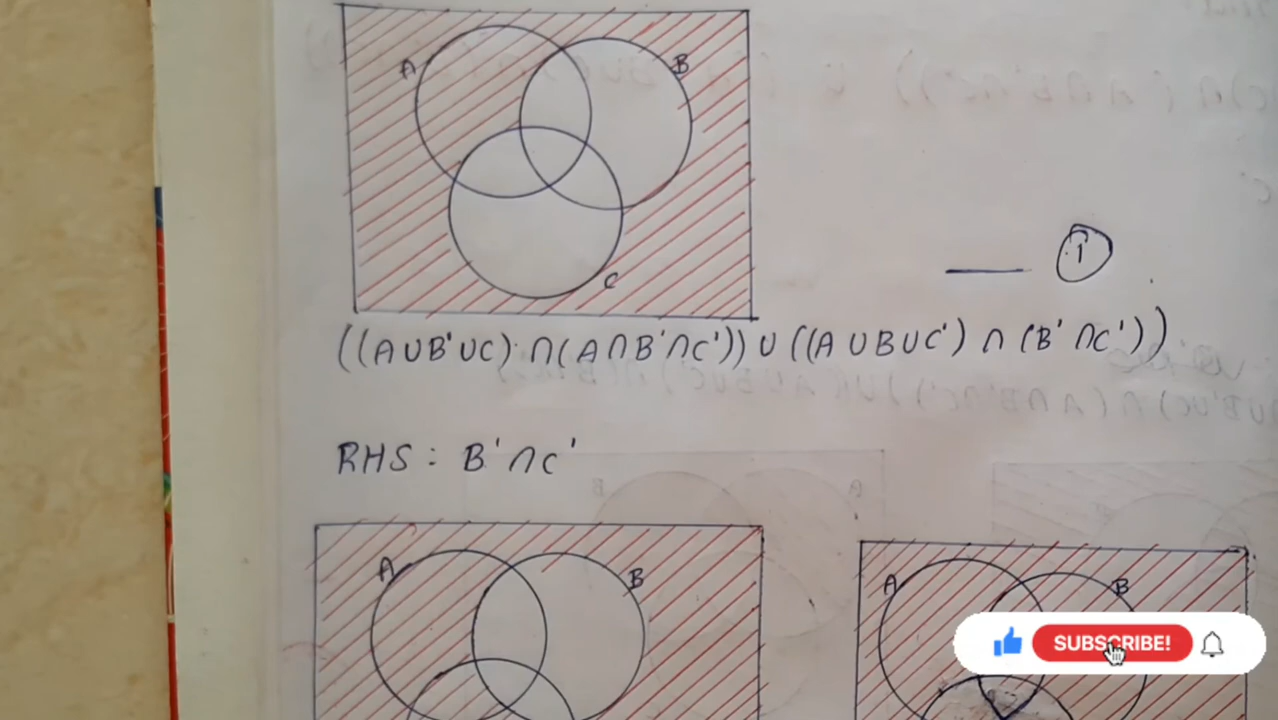 A
B
C
①
((A∪B'∪C)∩(A∩B'∩C'))∪((A∪B∪C')∩(B'∩C'))
RHS: B'∩C'
A
B
A
B
SUBSCRIBE!